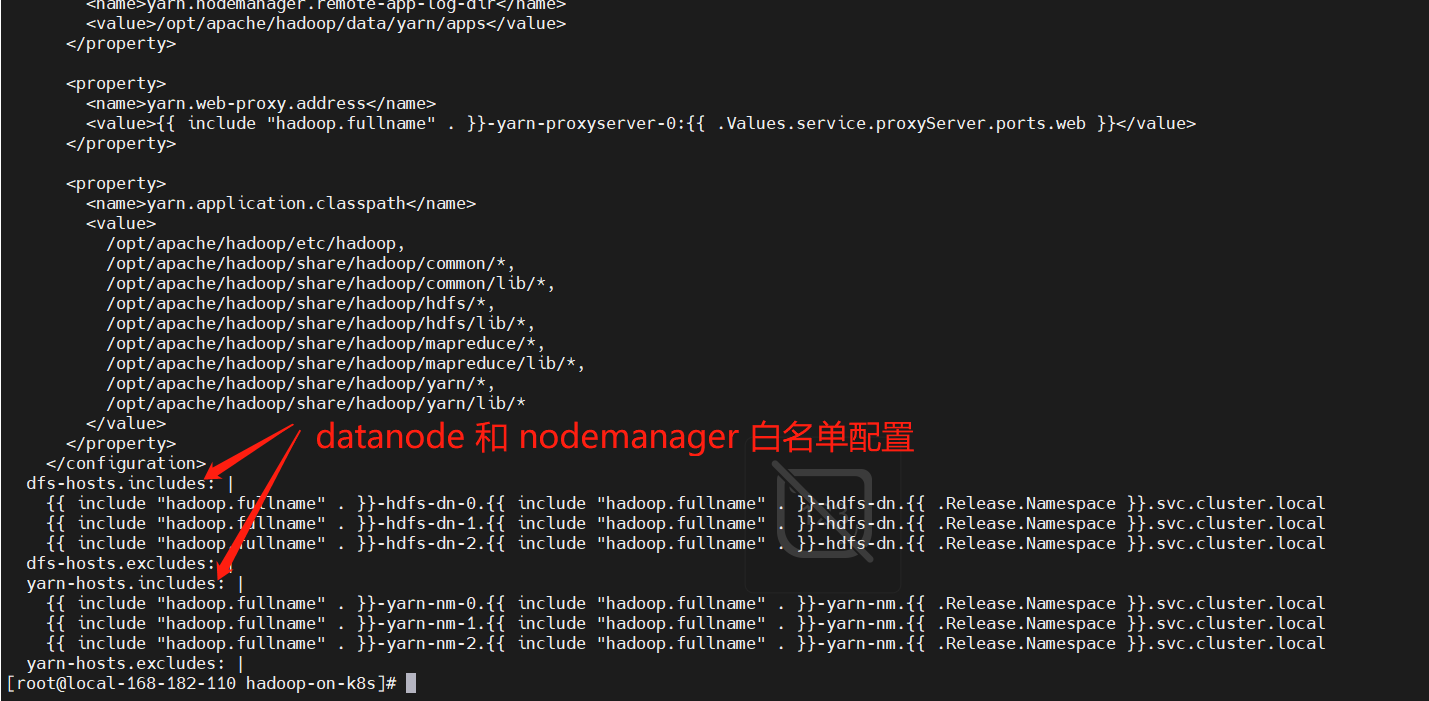 <name>yarn.nodemanager.remote-app-log-dir</name>
<value>/opt/apache/hadoop/data/yarn/apps</value>
</property>
<property>
<name>yarn.web-proxy.address</name>
<value>{{ include "hadoop.fullname" . }}-yarn-proxyserver-0:{{ .Values.service.proxyServer.ports.web }}</value>
</property>
<property>
<name>yarn.application.classpath</name>
<value>
/opt/apache/hadoop/etc/hadoop,
/opt/apache/hadoop/share/hadoop/common/*,
/opt/apache/hadoop/share/hadoop/common/lib/*,
/opt/apache/hadoop/share/hadoop/hdfs/*,
/opt/apache/hadoop/share/hadoop/hdfs/lib/*,
/opt/apache/hadoop/share/hadoop/mapreduce/*,
/opt/apache/hadoop/share/hadoop/mapreduce/lib/*,
/opt/apache/hadoop/share/hadoop/yarn/*,
/opt/apache/hadoop/share/hadoop/yarn/lib/*
</value>
datanode 和 nodemanager 白名单配置
</property>
</configuration>
dfs-hosts.includes: |
{{ include "hadoop.fullname" . }}-hdfs-dn-0.{{ include "hadoop.fullname" . }}-hdfs-dn.{{ .Release.Namespace }}.svc.cluster.local
{{ include "hadoop.fullname" . }}-hdfs-dn-1.{{ include "hadoop.fullname" . }}-hdfs-dn.{{ .Release.Namespace }}.svc.cluster.local
{{ include "hadoop.fullname" . }}-hdfs-dn-2.{{ include "hadoop.fullname" . }}-hdfs-dn.{{ .Release.Namespace }}.svc.cluster.local
dfs-hosts.excludes: |
yarn-hosts.includes: |
{{ include "hadoop.fullname" . }}-yarn-nm-0.{{ include "hadoop.fullname" . }}-yarn-nm.{{ .Release.Namespace }}.svc.cluster.local
{{ include "hadoop.fullname" . }}-yarn-nm-1.{{ include "hadoop.fullname" . }}-yarn-nm.{{ .Release.Namespace }}.svc.cluster.local
{{ include "hadoop.fullname" . }}-yarn-nm-2.{{ include "hadoop.fullname" . }}-yarn-nm.{{ .Release.Namespace }}.svc.cluster.local
yarn-hosts.excludes: |
[root@local-168-182-110 hadoop-on-k8s]#